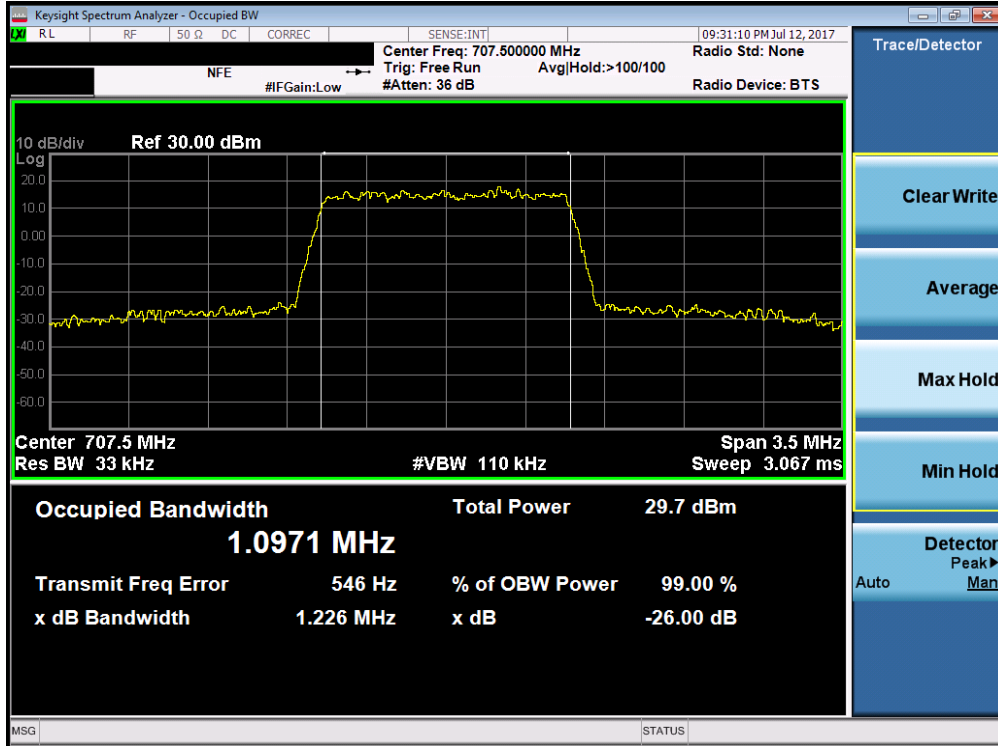 Keysight Spectrum Analyzer - Occupied BW
LXI RL RF 50 Ω DC CORREC SENSE:INT 09:31:10 PM Jul 12, 2017
Center Freq: 707.500000 MHz Radio Std: None
NFE Trig: Free Run Avg|Hold:>100/100
#IFGain:Low #Atten: 36 dB Radio Device: BTS
Trace/Detector
10 dB/div Ref 30.00 dBm
Log
20.0
10.0
0.00
-10.0
-20.0
-30.0
-40.0
-50.0
-60.0
Center 707.5 MHz Span 3.5 MHz
Res BW 33 kHz #VBW 110 kHz Sweep 3.067 ms
Occupied Bandwidth Total Power 29.7 dBm
1.0971 MHz
Transmit Freq Error 546 Hz % of OBW Power 99.00 %
x dB Bandwidth 1.226 MHz x dB -26.00 dB
Clear Write
Average
Max Hold
Min Hold
Detector
Peak▶
Auto Man
MSG STATUS